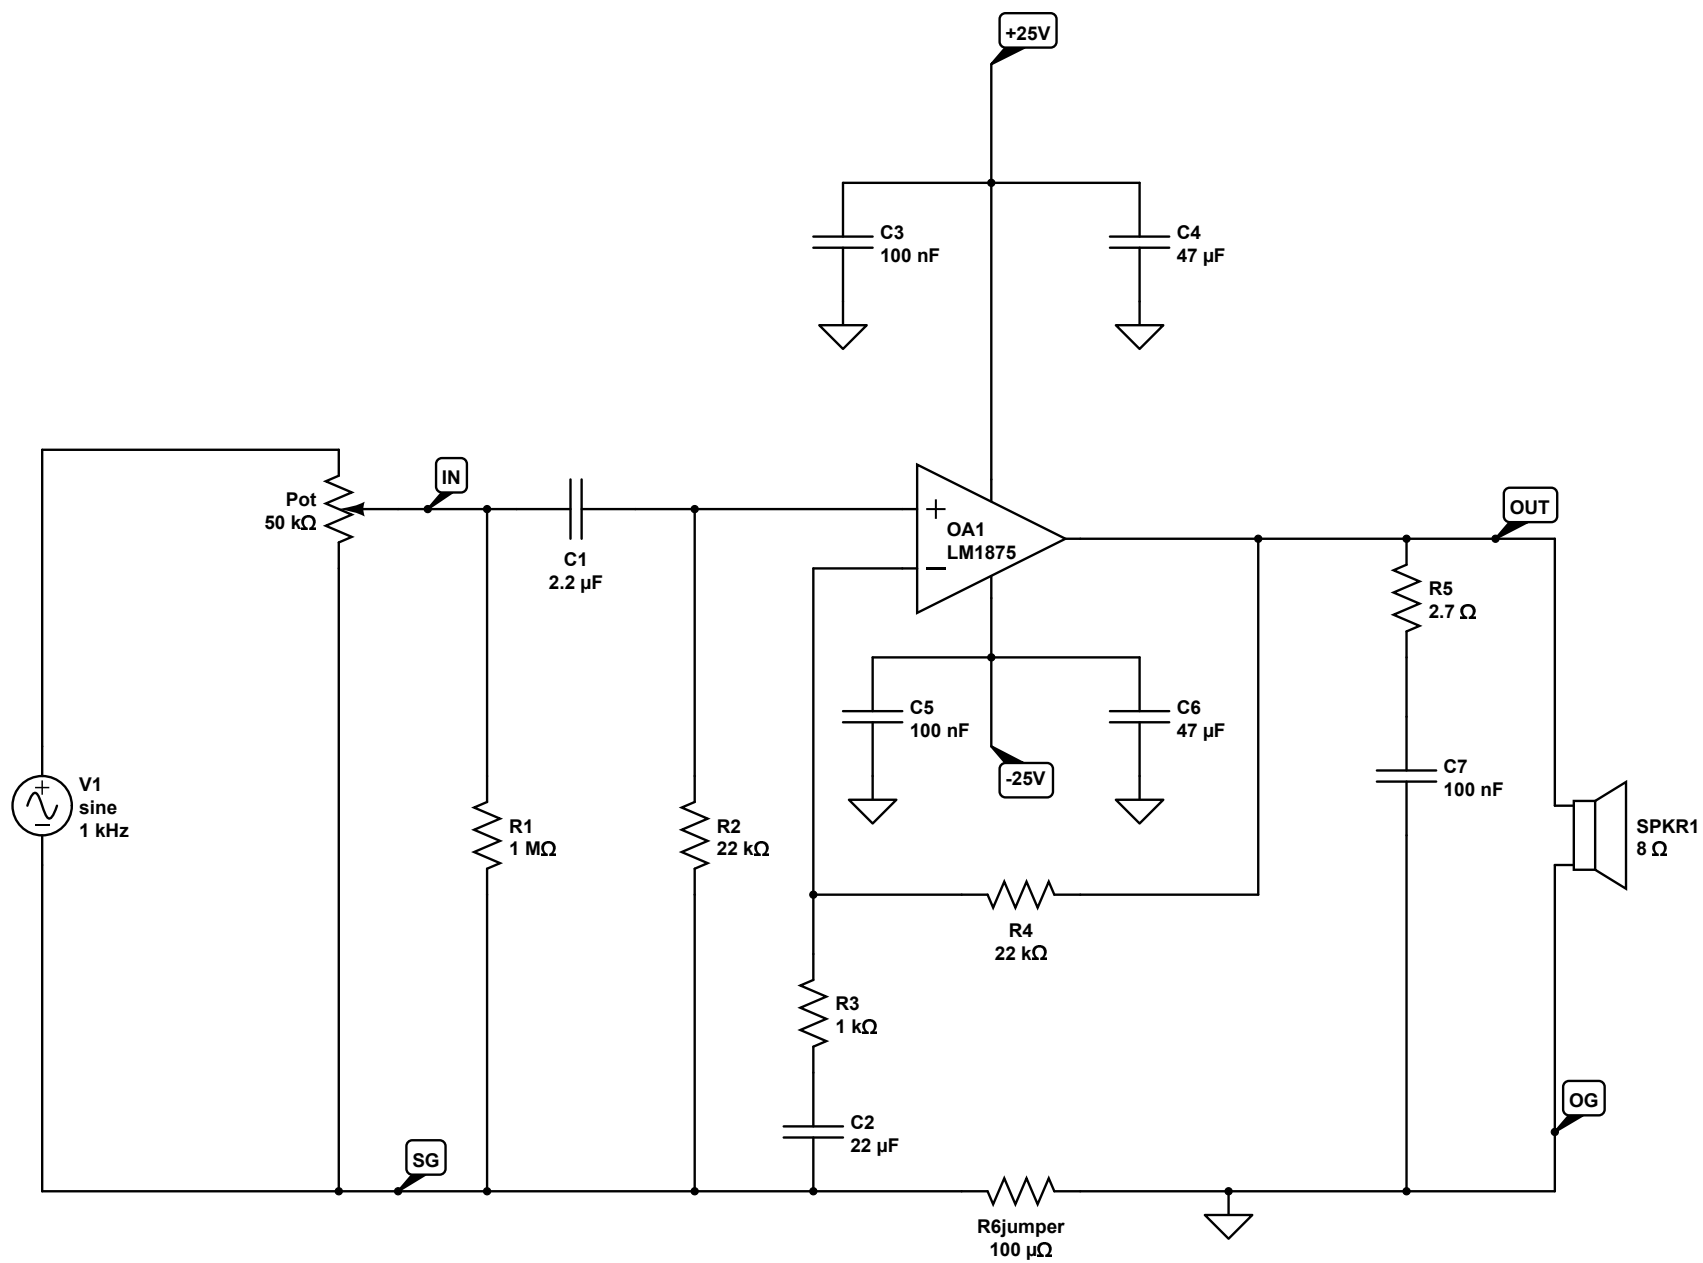 +25V
C3
100 nF
C4
47 µF
IN
Pot
50 kΩ
C1
2.2 µF
+
OA1
LM1875
−
OUT
R5
2.7 Ω
C5
100 nF
C6
47 µF
-25V
C7
100 nF
V1
sine
1 kHz
R1
1 MΩ
R2
22 kΩ
SPKR1
8 Ω
R4
22 kΩ
R3
1 kΩ
C2
22 µF
OG
SG
R6jumper
100 µΩ